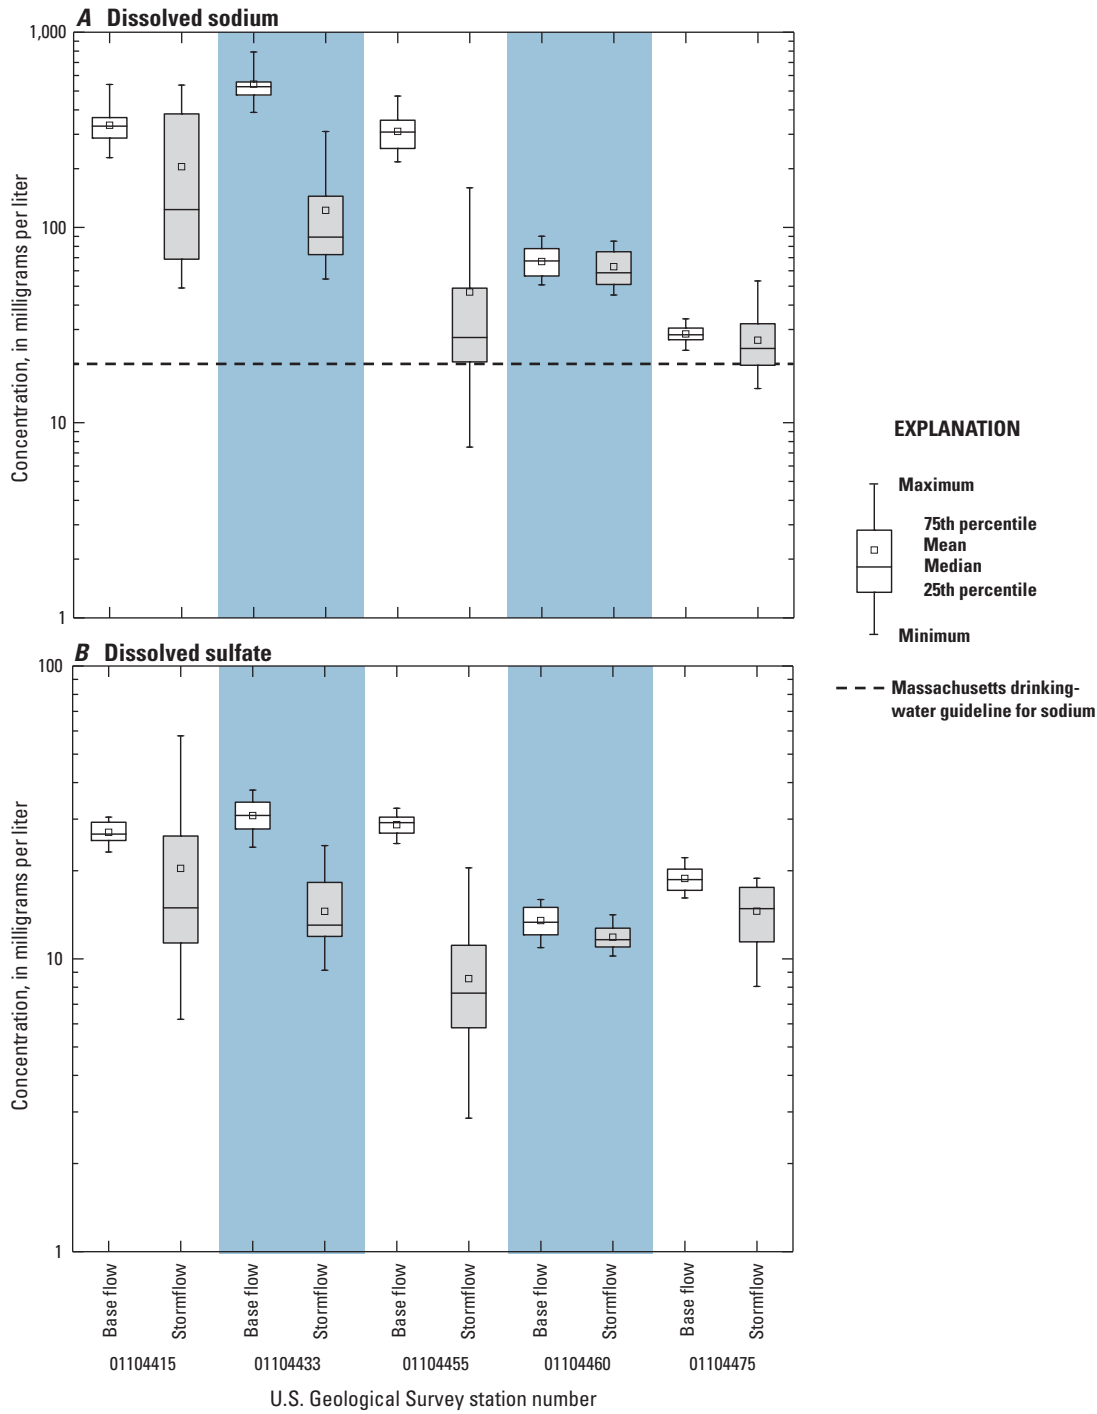 A Dissolved sodium
1,000
100
10
1
Concentration, in milligrams per liter
B Dissolved sulfate
100
10
1
Concentration, in milligrams per liter
Base flow
Stormflow
Base flow
Stormflow
Base flow
Stormflow
Base flow
Stormflow
Base flow
Stormflow
01104415
01104433
01104455
01104460
01104475
U.S. Geological Survey station number
EXPLANATION
Maximum
75th percentile
Mean
Median
25th percentile
Minimum
Massachusetts drinking-
water guideline for sodium